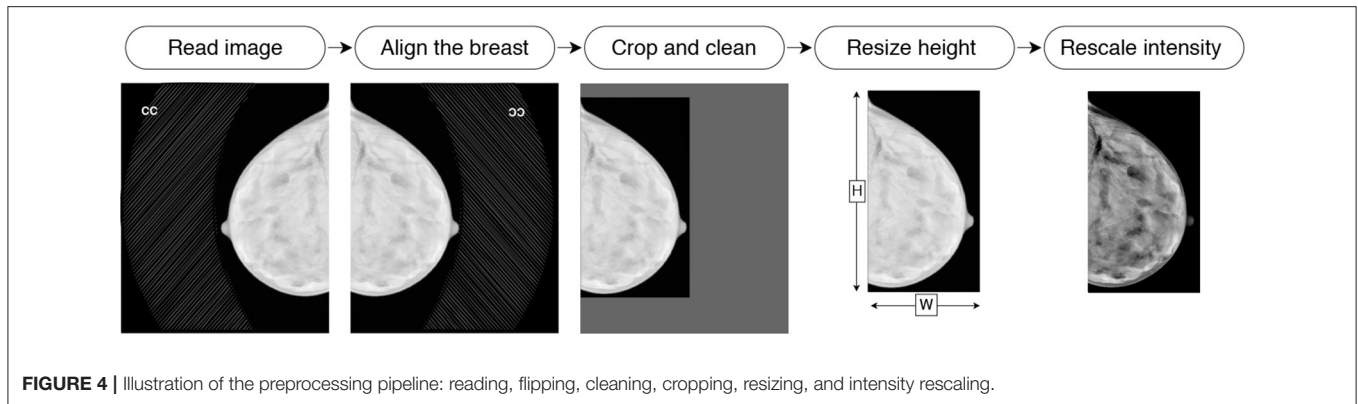 Read image
Align the breast
Crop and clean
Resize height
Rescale intensity
cc
cc
H
W
FIGURE 4 | Illustration of the preprocessing pipeline: reading, flipping, cleaning, cropping, resizing, and intensity rescaling.